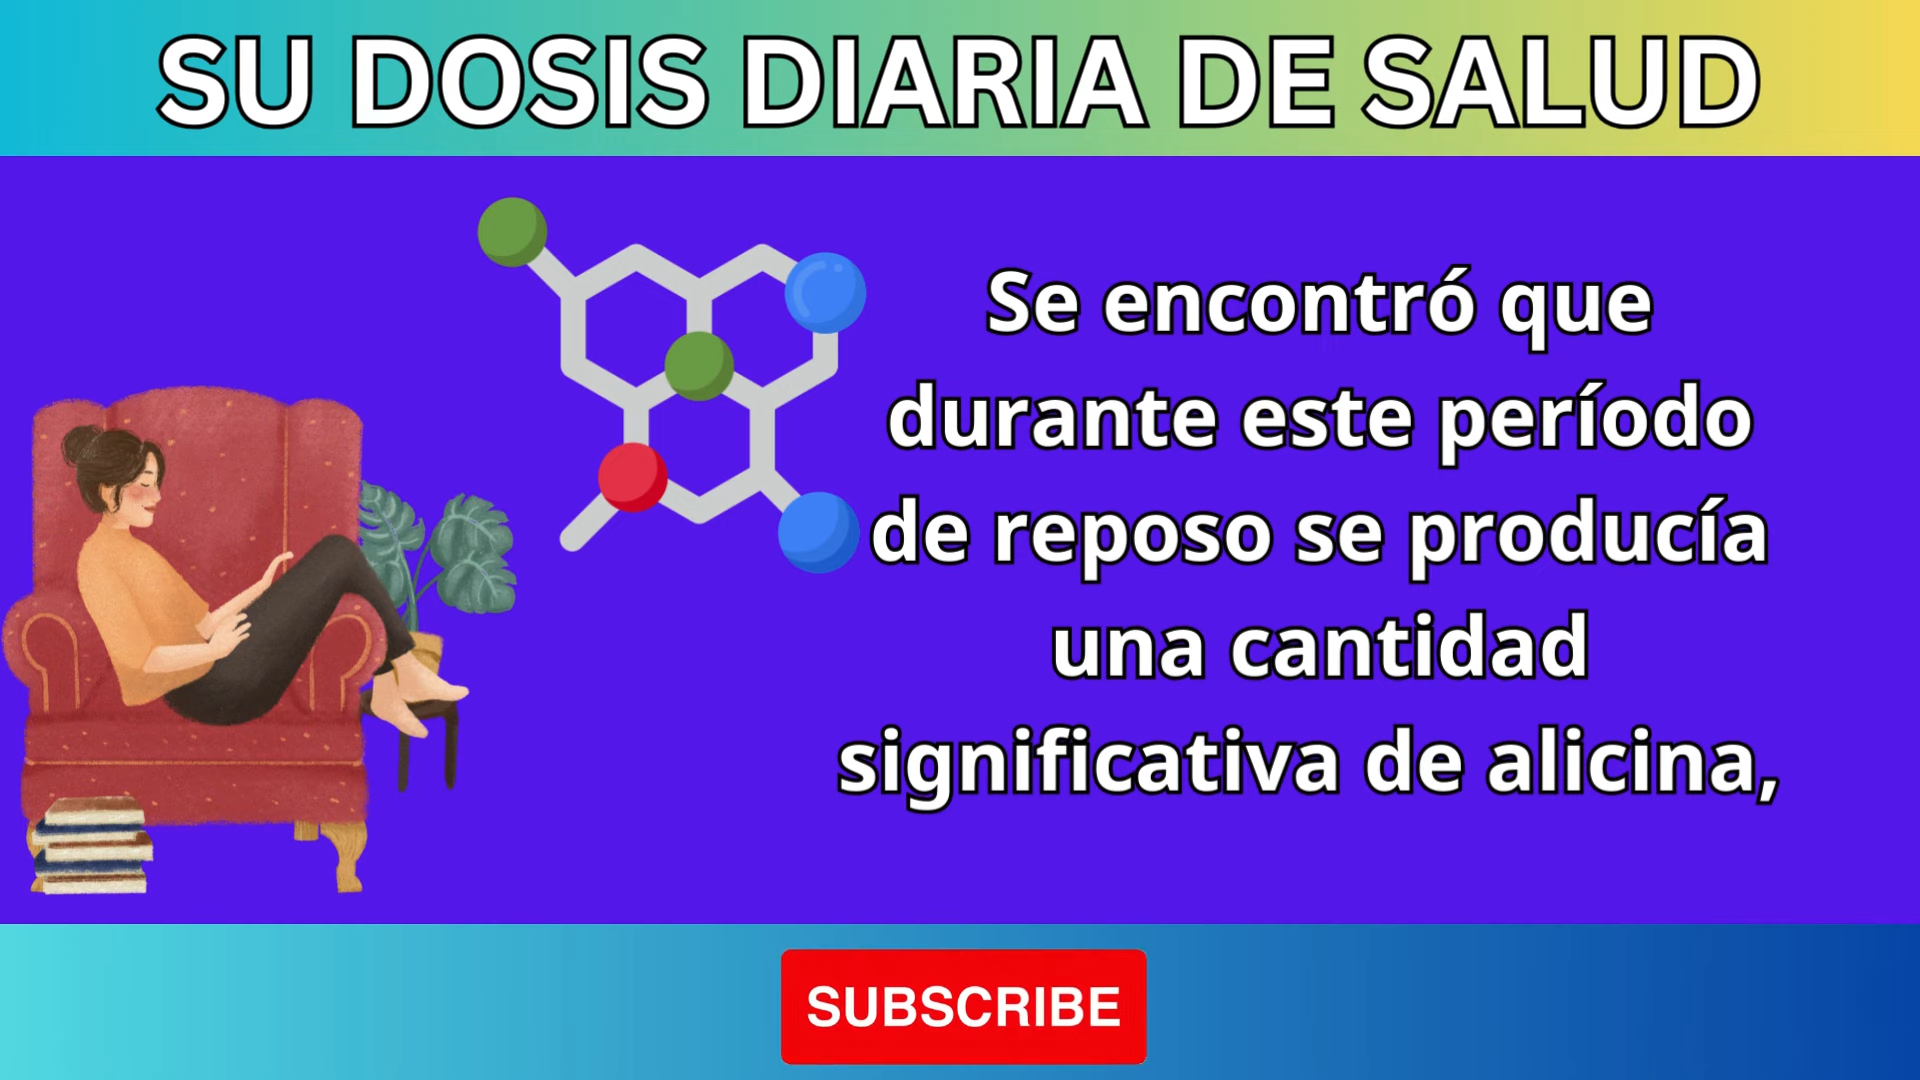 SU DOSIS DIARIA DE SALUD
Se encontró que
durante este período
de reposo se producía
una cantidad
significativa de alicina,
SUBSCRIBE